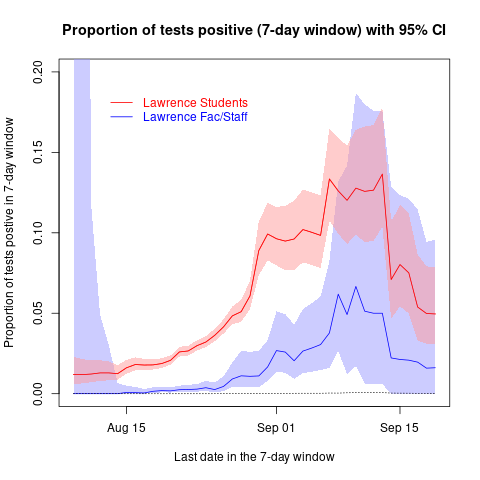 Proportion of tests positive (7-day window) with 95% CI
Proportion of tests postive in 7-day window
0.20
0.15
0.10
0.05
0.00
Lawrence Students
Lawrence Fac/Staff
Aug 15
Sep 01
Sep 15
Last date in the 7-day window